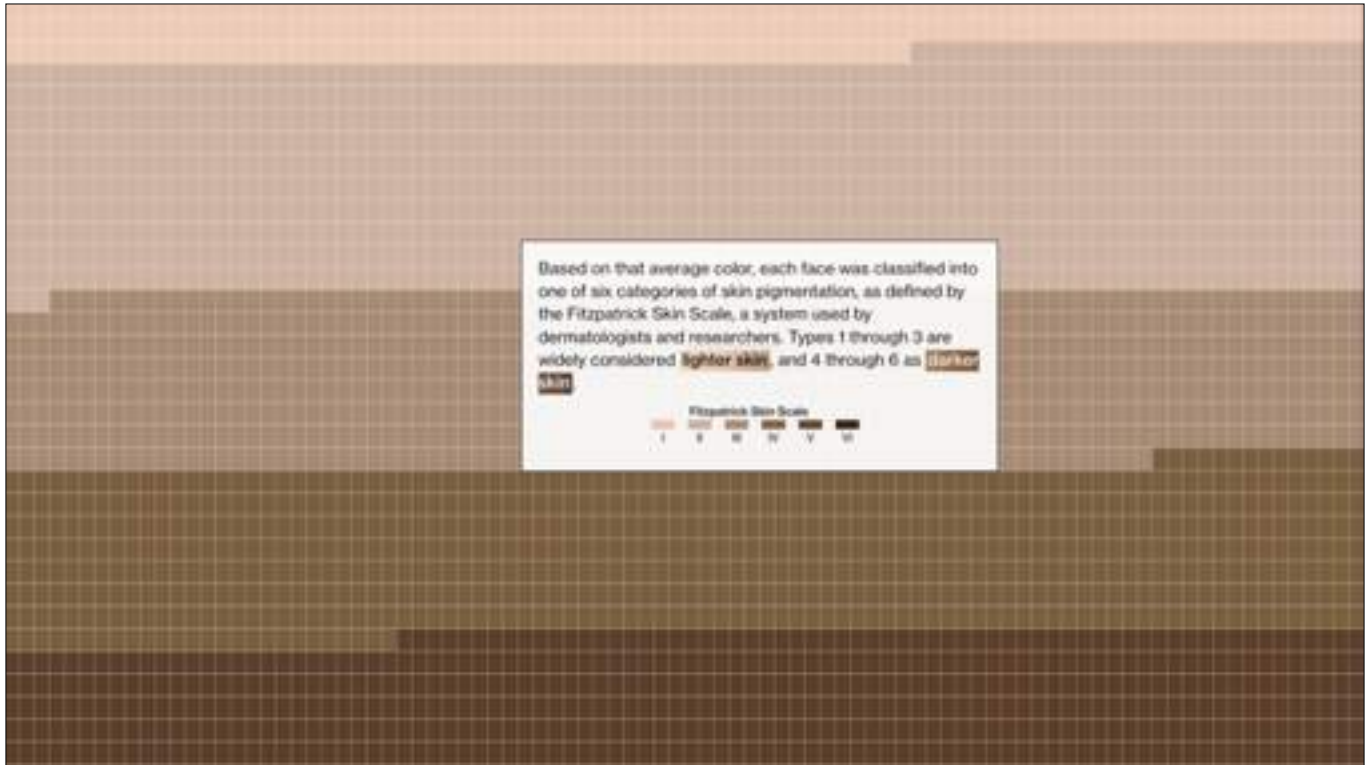 Based on that average color, each face was classified into
one of six categories of skin pigmentation, as defined by
the Fitzpatrick Skin Scale, a system used by
dermatologists and researchers. Types 1 through 3 are
widely considered lighter skin, and 4 through 6 as darker
skin.
Fitzpatrick Skin Scale
I II III IV V VI